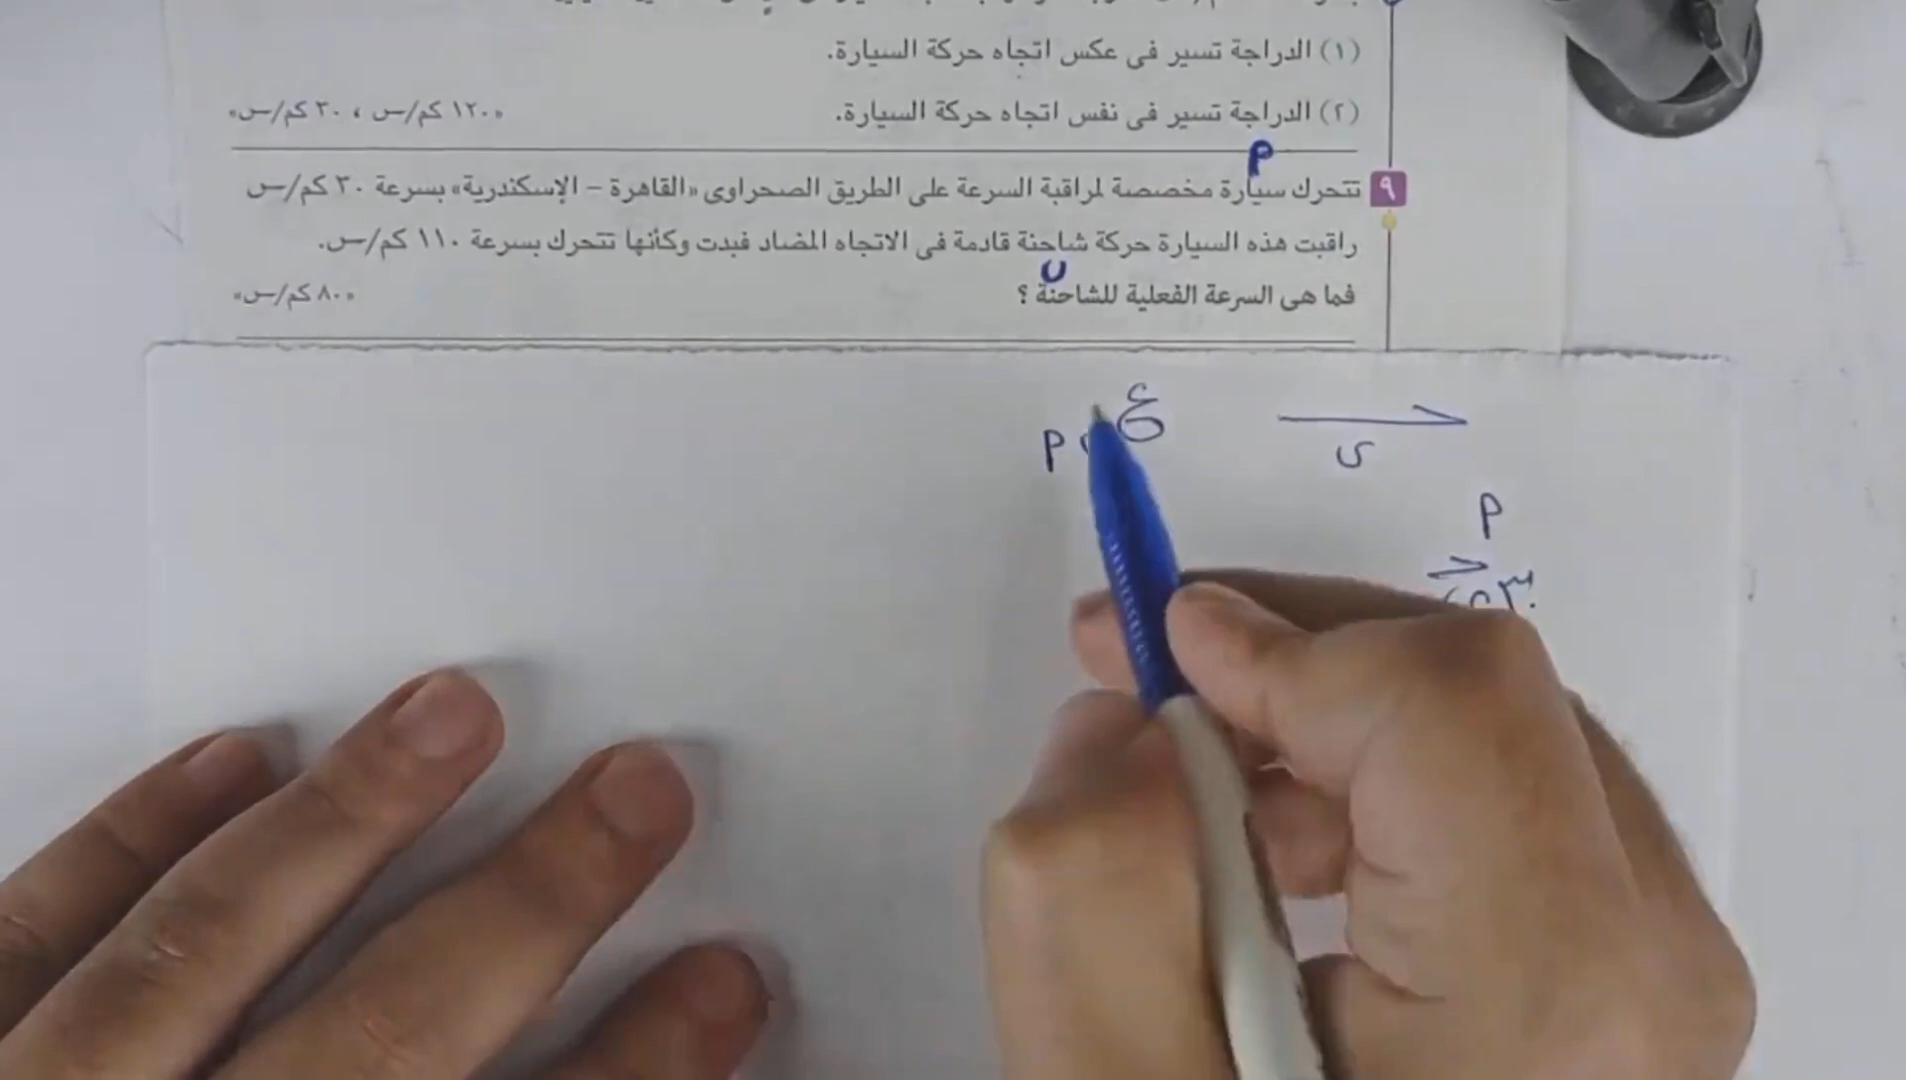 (١) الدراجة تسير فى عكس اتجاه حركة السيارة.
(٢) الدراجة تسير فى نفس اتجاه حركة السيارة. «١٢٠ كم/س ، ٣٠ كم/س»
٩ تتحرك سيارة مخصصة لمراقبة السرعة على الطريق الصحراوى «القاهرة – الإسكندرية» بسرعة ٣٠ كم/س
راقبت هذه السيارة حركة شاحنة قادمة فى الاتجاه المضاد فبدت وكأنها تتحرك بسرعة ١١٠ كم/س.
فما هى السرعة الفعلية للشاحنة ؟ «٨٠ كم/س»
ع
ى
٣٠